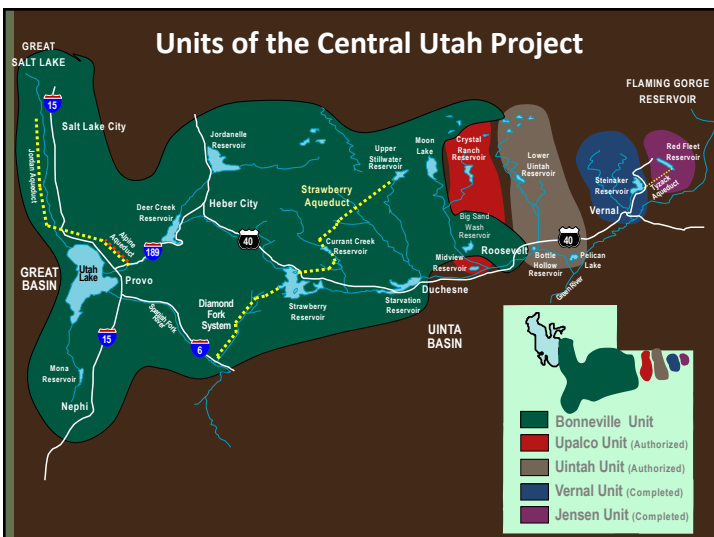 Units of the Central Utah Project
GREAT
SALT LAKE
15
Salt Lake City
Jordan Aqueduct
Jordanelle
Reservoir
Deer Creek
Reservoir
Heber City
Alpine
Aqueduct
189
40
Utah
Lake
GREAT
BASIN
Provo
Spanish Fork
River
15
6
Mona
Reservoir
Nephi
Diamond
Fork
System
Strawberry
Aqueduct
Currant Creek
Reservoir
Strawberry
Reservoir
Upper
Stillwater
Reservoir
Moon
Lake
Crystal
Ranch
Reservoir
Big Sand
Wash
Reservoir
Midview
Reservoir
Roosevelt
Duchesne
Starvation
Reservoir
UINTA
BASIN
Lower
Uintah
Reservoir
40
Bottle
Hollow
Reservoir
Pelican
Lake
Green River
FLAMING GORGE
RESERVOIR
Red Fleet
Reservoir
Steinaker
Reservoir
Tyzack
Aqueduct
Vernal
Bonneville Unit
Upalco Unit (Authorized)
Uintah Unit (Authorized)
Vernal Unit (Completed)
Jensen Unit (Completed)